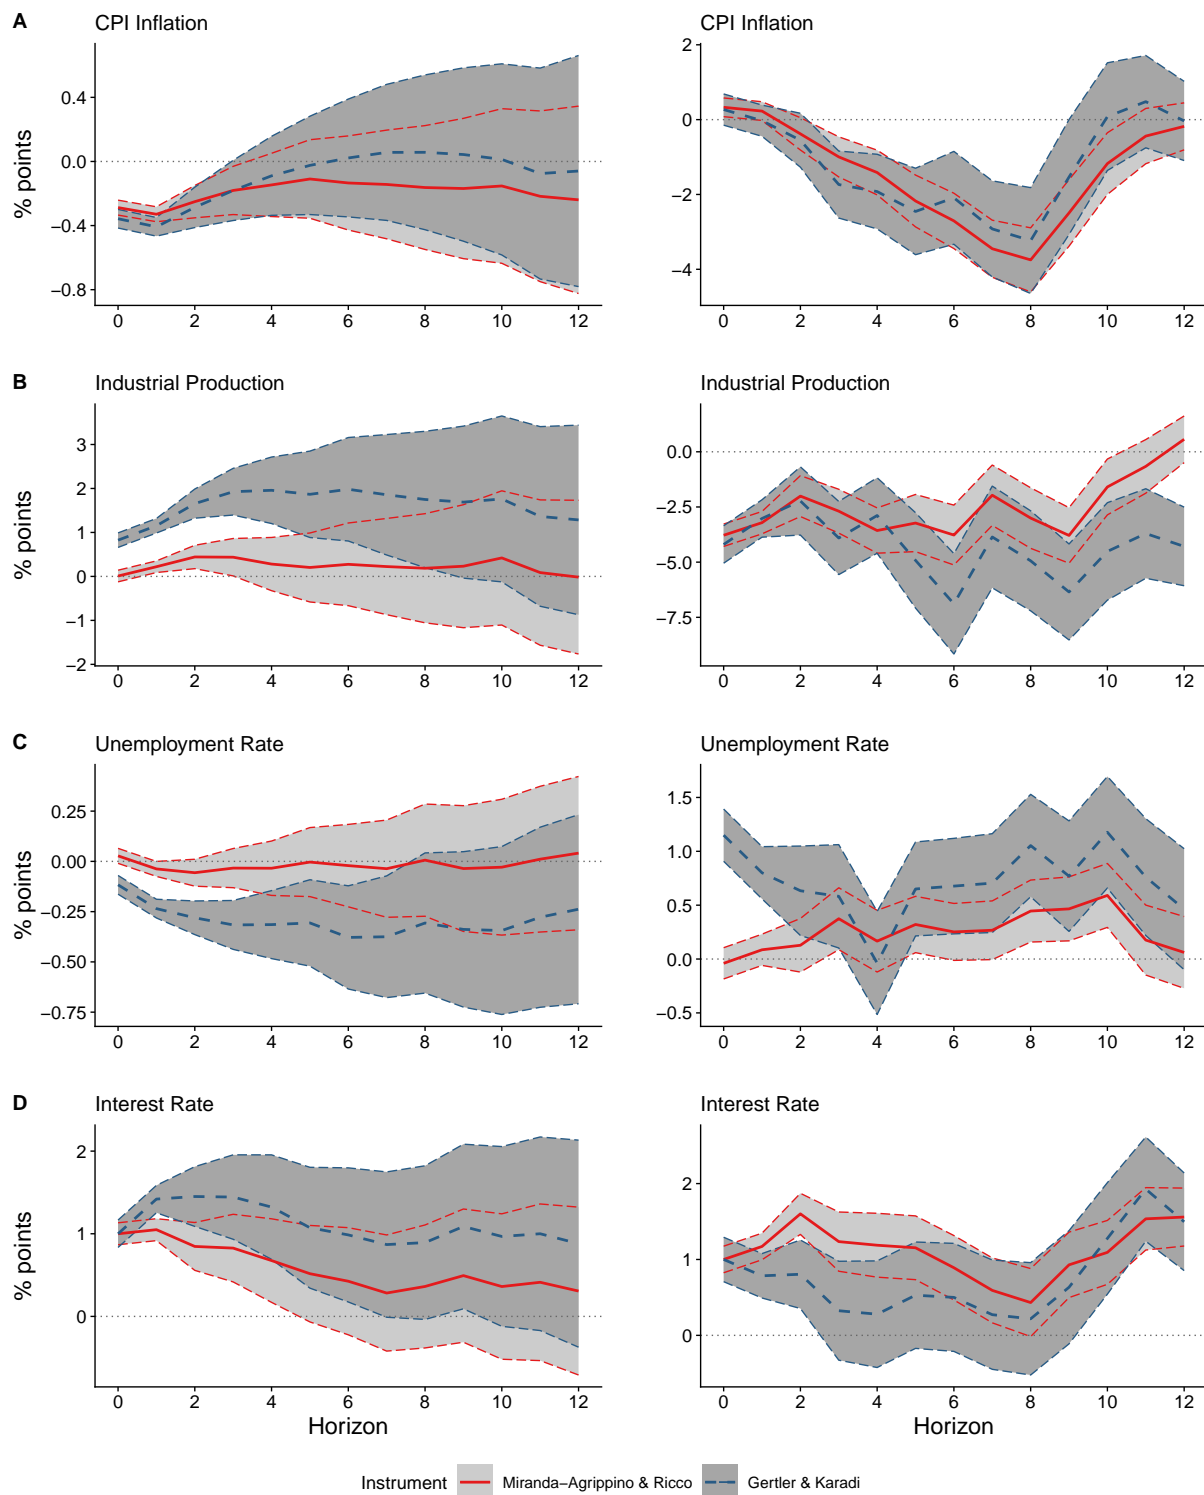 A
CPI Inflation
% points
0.4
0.0
−0.4
−0.8
0 2 4 6 8 10 12
2
0
−2
−4
0 2 4 6 8 10 12
B
Industrial Production
% points
3
2
1
0
−1
−2
0 2 4 6 8 10 12
Industrial Production
0.0
−2.5
−5.0
−7.5
0 2 4 6 8 10 12
C
Unemployment Rate
% points
0.25
0.00
−0.25
−0.50
−0.75
0 2 4 6 8 10 12
Unemployment Rate
1.5
1.0
0.5
0.0
−0.5
0 2 4 6 8 10 12
D
Interest Rate
% points
2
1
0
0 2 4 6 8 10 12
Horizon
Interest Rate
2
1
0
0 2 4 6 8 10 12
Horizon
Instrument Miranda−Agrippino & Ricco Gertler & Karadi
CPI Inflation